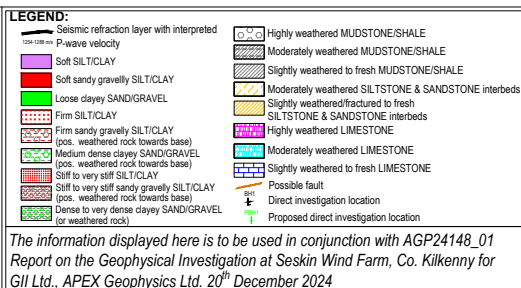 LEGEND:
Seismic refraction layer with interpreted
1254-1288 m/s P-wave velocity
Soft SILT/CLAY
Soft sandy gravellly SILT/CLAY
Loose clayey SAND/GRAVEL
Firm SILT/CLAY
Firm sandy gravelly SILT/CLAY
(pos. weathered rock towards base)
Medium dense clayey SAND/GRAVEL
(pos. weathered rock towards base)
Stiff to very stiff SILT/CLAY
Stiff to very stiff sandy gravelly SILT/CLAY
(pos. weathered rock towards base)
Dense to very dense clayey SAND/GRAVEL
(or weathered rock)
Highly weathered MUDSTONE/SHALE
Moderately weathered MUDSTONE/SHALE
Slightly weathered to fresh MUDSTONE/SHALE
Moderately weathered SILTSTONE & SANDSTONE interbeds
Slightly weathered/fractured to fresh
SILTSTONE & SANDSTONE interbeds
Highly weathered LIMESTONE
Moderately weathered LIMESTONE
Slightly weathered to fresh LIMESTONE
Possible fault
BH1
Direct investigation location
PBH1
Proposed direct investigation location
The information displayed here is to be used in conjunction with AGP24148_01
Report on the Geophysical Investigation at Seskin Wind Farm, Co. Kilkenny for
GII Ltd., APEX Geophysics Ltd. 20th December 2024